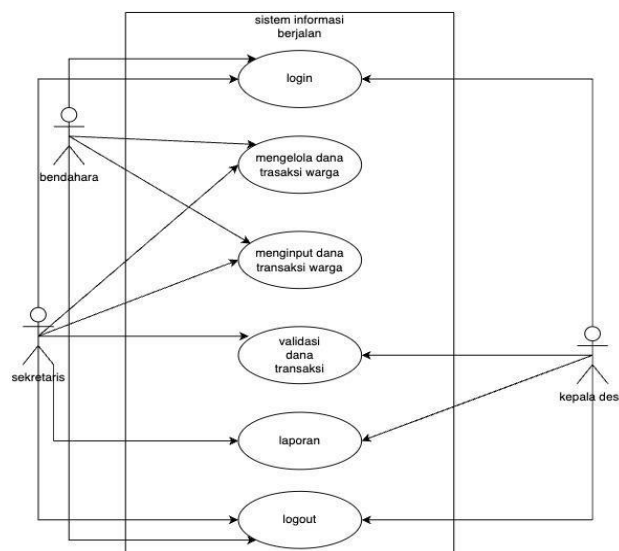 sistem informasi
berjalan
login
bendahara
mengelola dana
trasaksi warga
menginput dana
transaksi warga
sekretaris
validasi
dana
transaksi
kepala des
laporan
logout